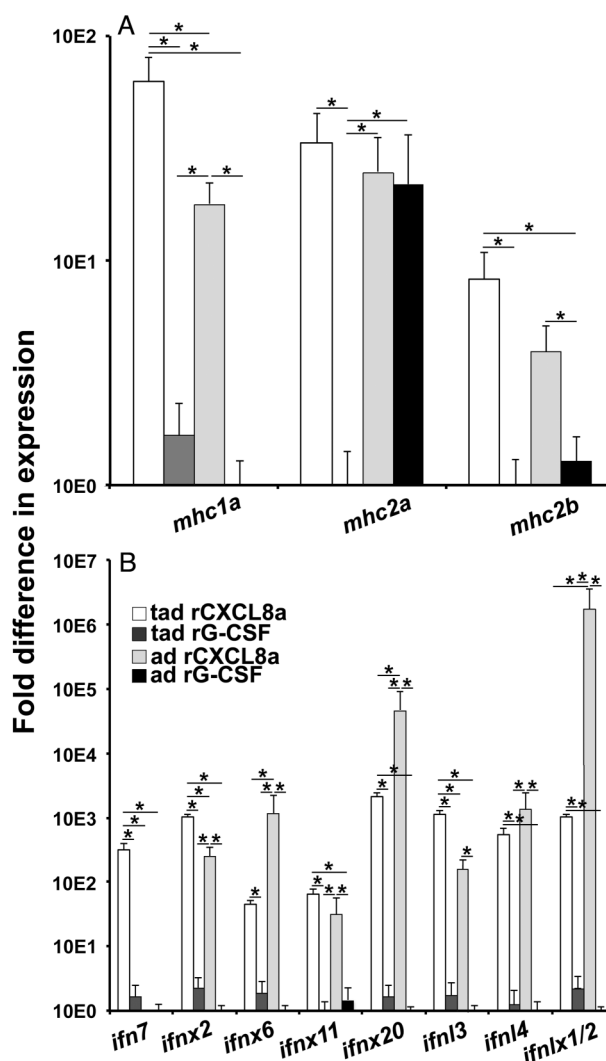 A
10E2
10E1
10E0
* * * * * * * * * * *
mhc1a mhc2a mhc2b
Fold difference in expression
B
10E7
10E6
10E5
10E4
10E3
10E2
10E1
10E0
tad rCXCL8a
tad rG-CSF
ad rCXCL8a
ad rG-CSF
ifn7 ifnx2 ifnx6 ifnx11 ifnx20 ifnl3 ifnl4 ifnlx1/2